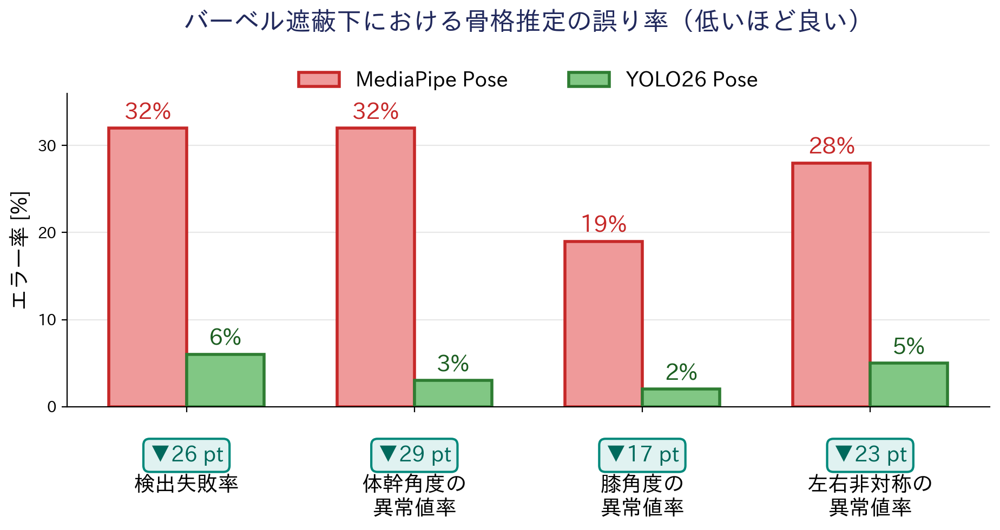 バーベル遮蔽下における骨格推定の誤り率（低いほど良い）
MediaPipe Pose
YOLO26 Pose
エラー率 [%]
30
20
10
0
32%
6%
32%
3%
19%
2%
28%
5%
▼26 pt
▼29 pt
▼17 pt
▼23 pt
検出失敗率
体幹角度の
異常値率
膝角度の
異常値率
左右非対称の
異常値率